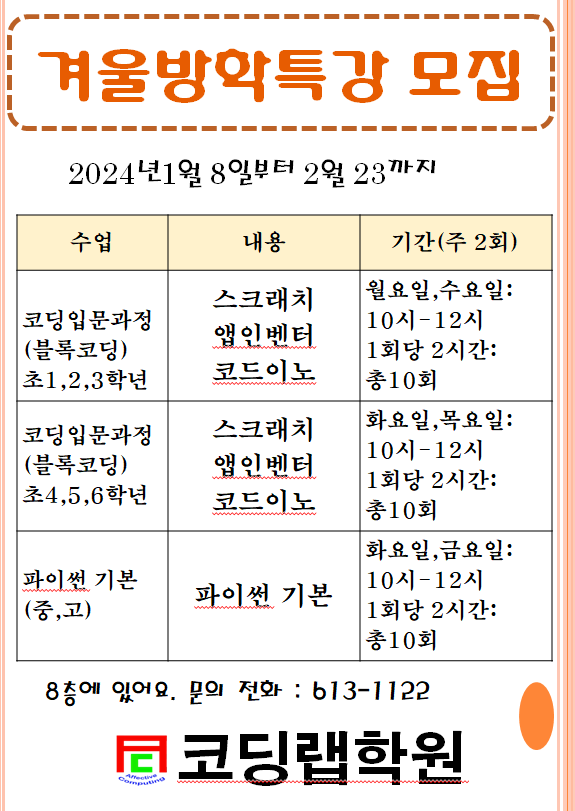 겨울방학특강 모집
2024년1월 8일부터 2월 23까지
수업
내용
기간(주 2회)
코딩입문과정
(블록코딩)
초1,2,3학년
스크래치
앱인벤터
코드이노
월요일,수요일:
10시-12시
1회당 2시간:
총10회
코딩입문과정
(블록코딩)
초4,5,6학년
스크래치
앱인벤터
코드이노
화요일,목요일:
10시-12시
1회당 2시간:
총10회
파이썬 기본
(중,고)
파이썬 기본
화요일,금요일:
10시-12시
1회당 2시간:
총10회
8층에 있어요. 문의 전화 : 613-1122
Affective
Computing
코딩랩학원